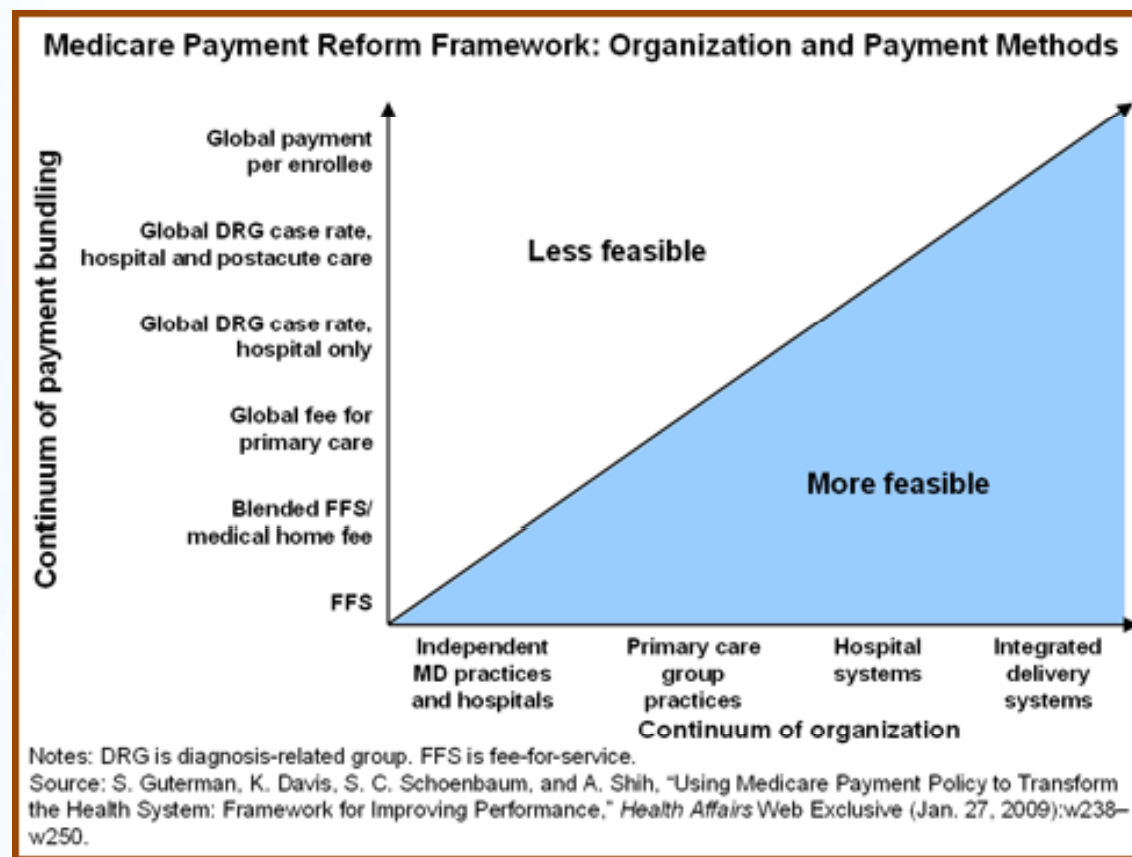 Medicare Payment Reform Framework: Organization and Payment Methods
Continuum of payment bundling
Global payment
per enrollee
Global DRG case rate,
hospital and postacute care
Global DRG case rate,
hospital only
Global fee for
primary care
Blended FFS/
medical home fee
FFS
Less feasible
More feasible
Independent
MD practices
and hospitals
Primary care
group
practices
Hospital
systems
Integrated
delivery
systems
Continuum of organization
Notes: DRG is diagnosis-related group. FFS is fee-for-service.
Source: S. Guterman, K. Davis, S. C. Schoenbaum, and A. Shih, “Using Medicare Payment Policy to Transform
the Health System: Framework for Improving Performance,” Health Affairs Web Exclusive (Jan. 27, 2009):w238–
w250.